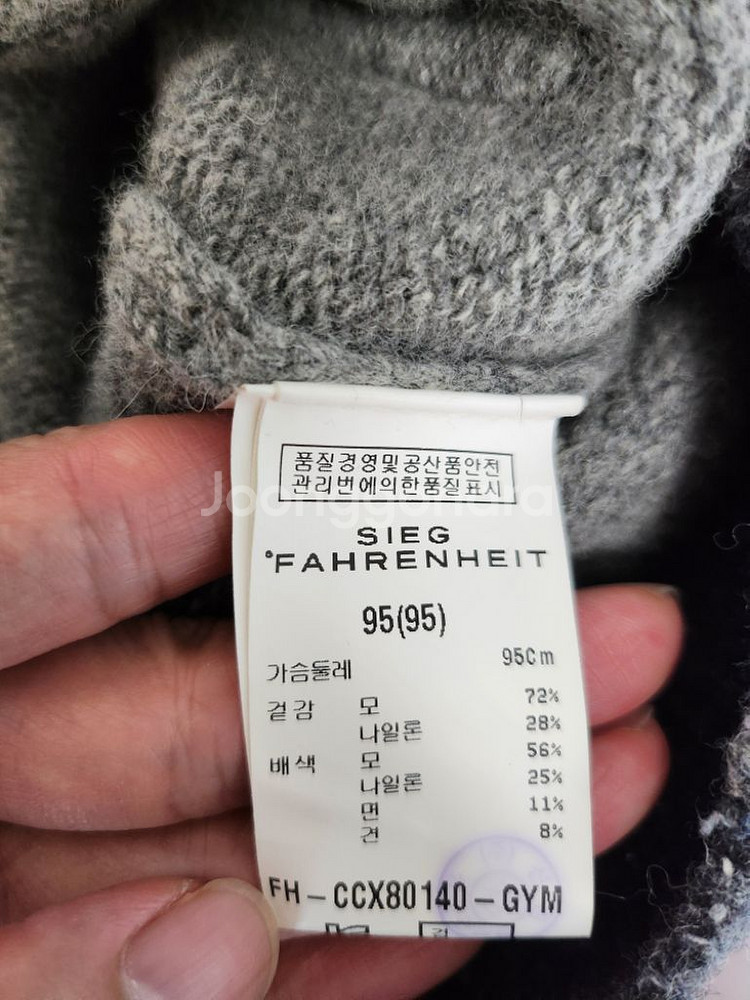 품질경영및공산품안전
관리번에의한품질표시
Joonggonara
SIEG
°FAHRENHEIT
95(95)
가슴둘레 95Cm
겉감 모 72%
나일론 28%
배색 모 56%
나일론 25%
면 11%
견 8%
FH-CCX80140-GYM